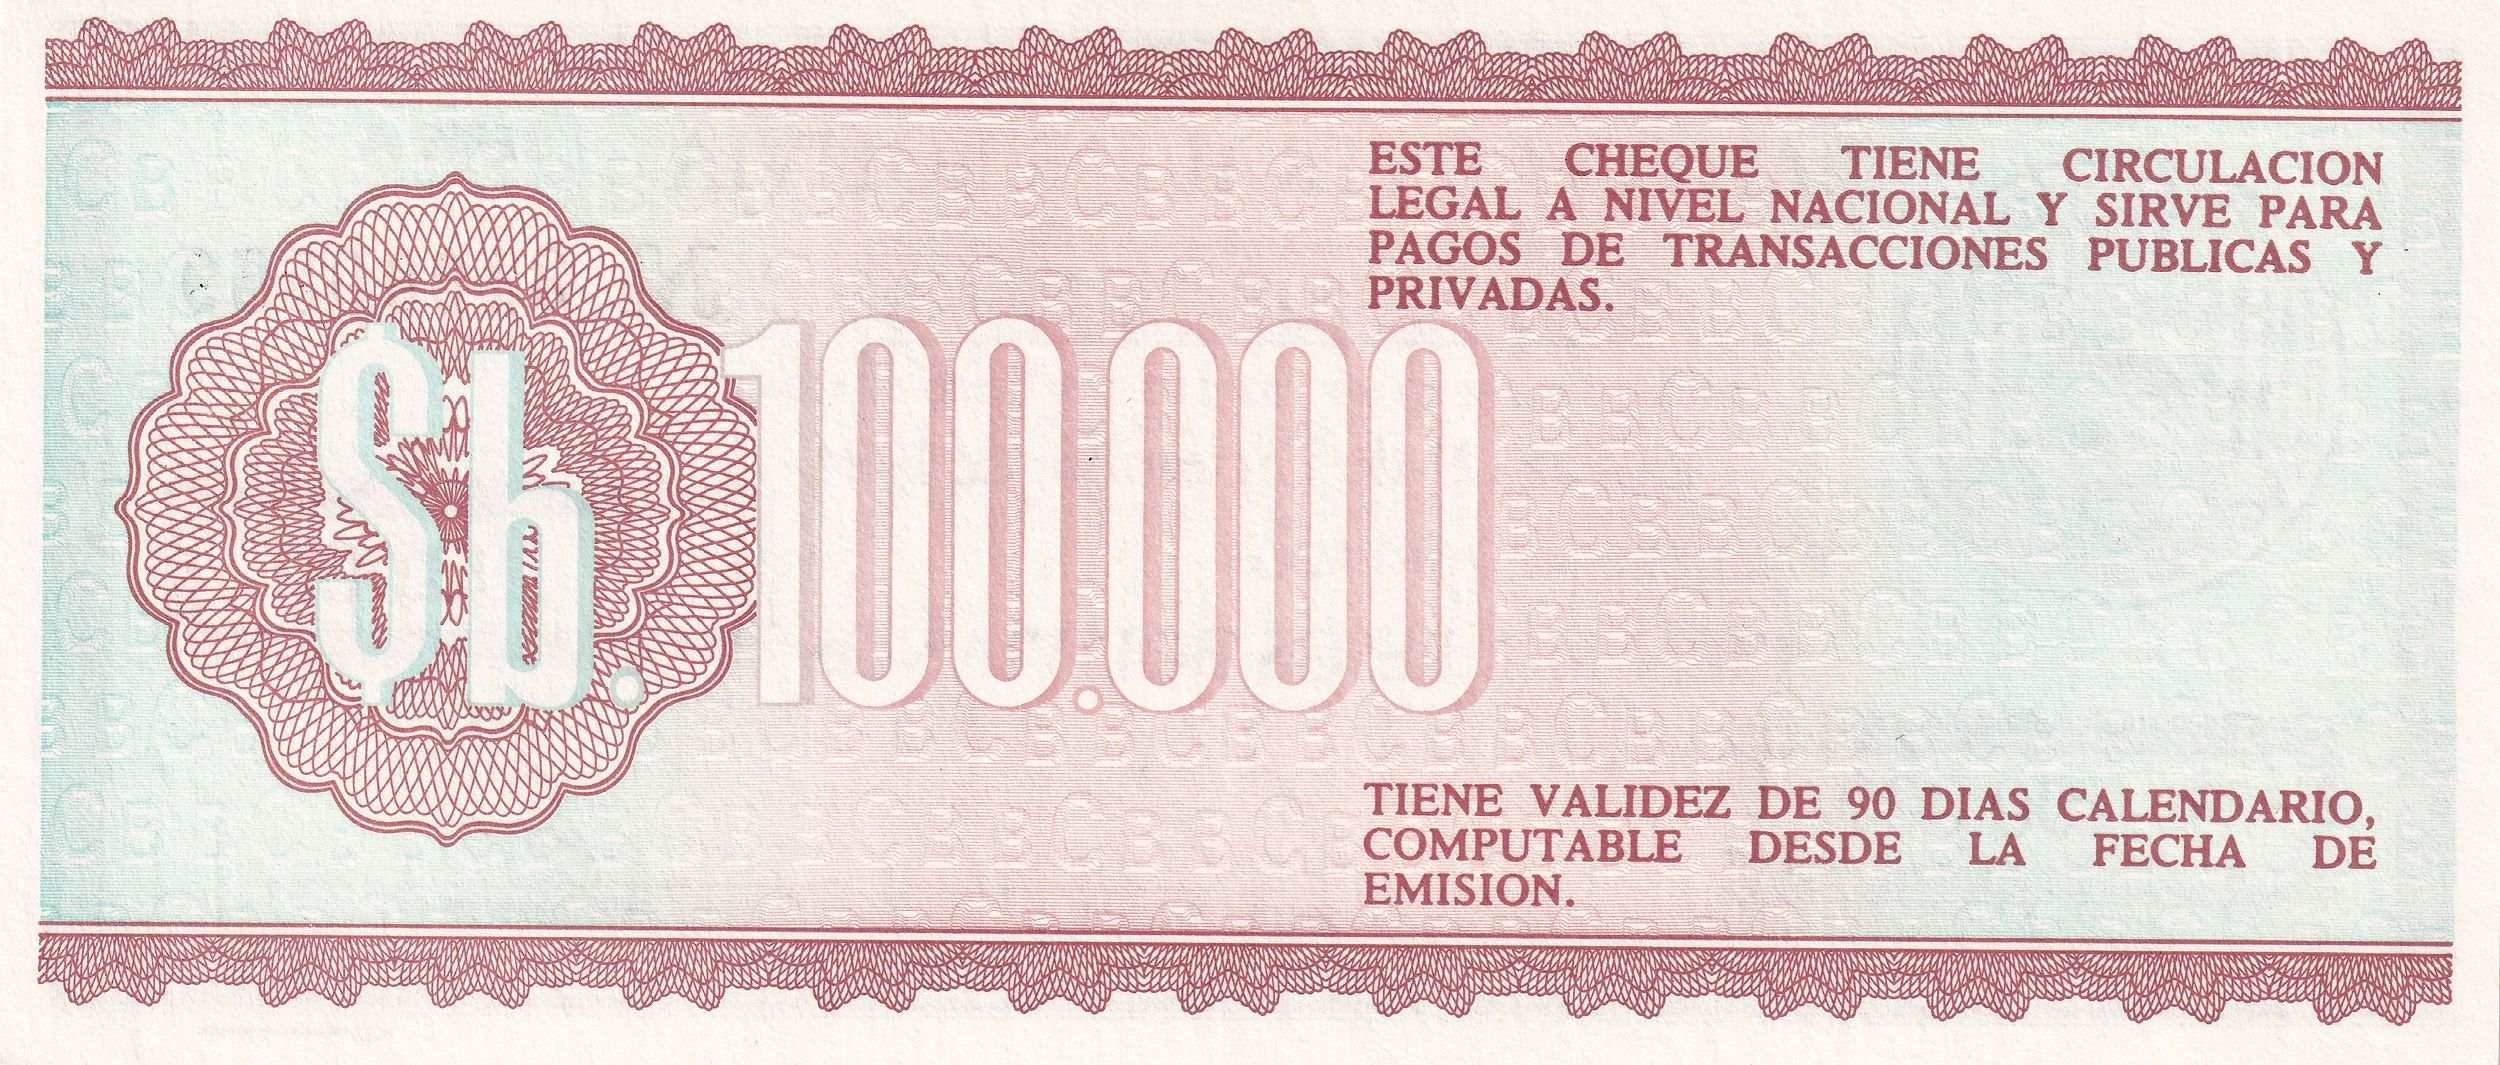 ESTE CHEQUE TIENE CIRCULACION
LEGAL A NIVEL NACIONAL Y SIRVE PARA
PAGOS DE TRANSACCIONES PUBLICAS Y
PRIVADAS.
$b. 100.000
TIENE VALIDEZ DE 90 DIAS CALENDARIO,
COMPUTABLE DESDE LA FECHA DE
EMISION.